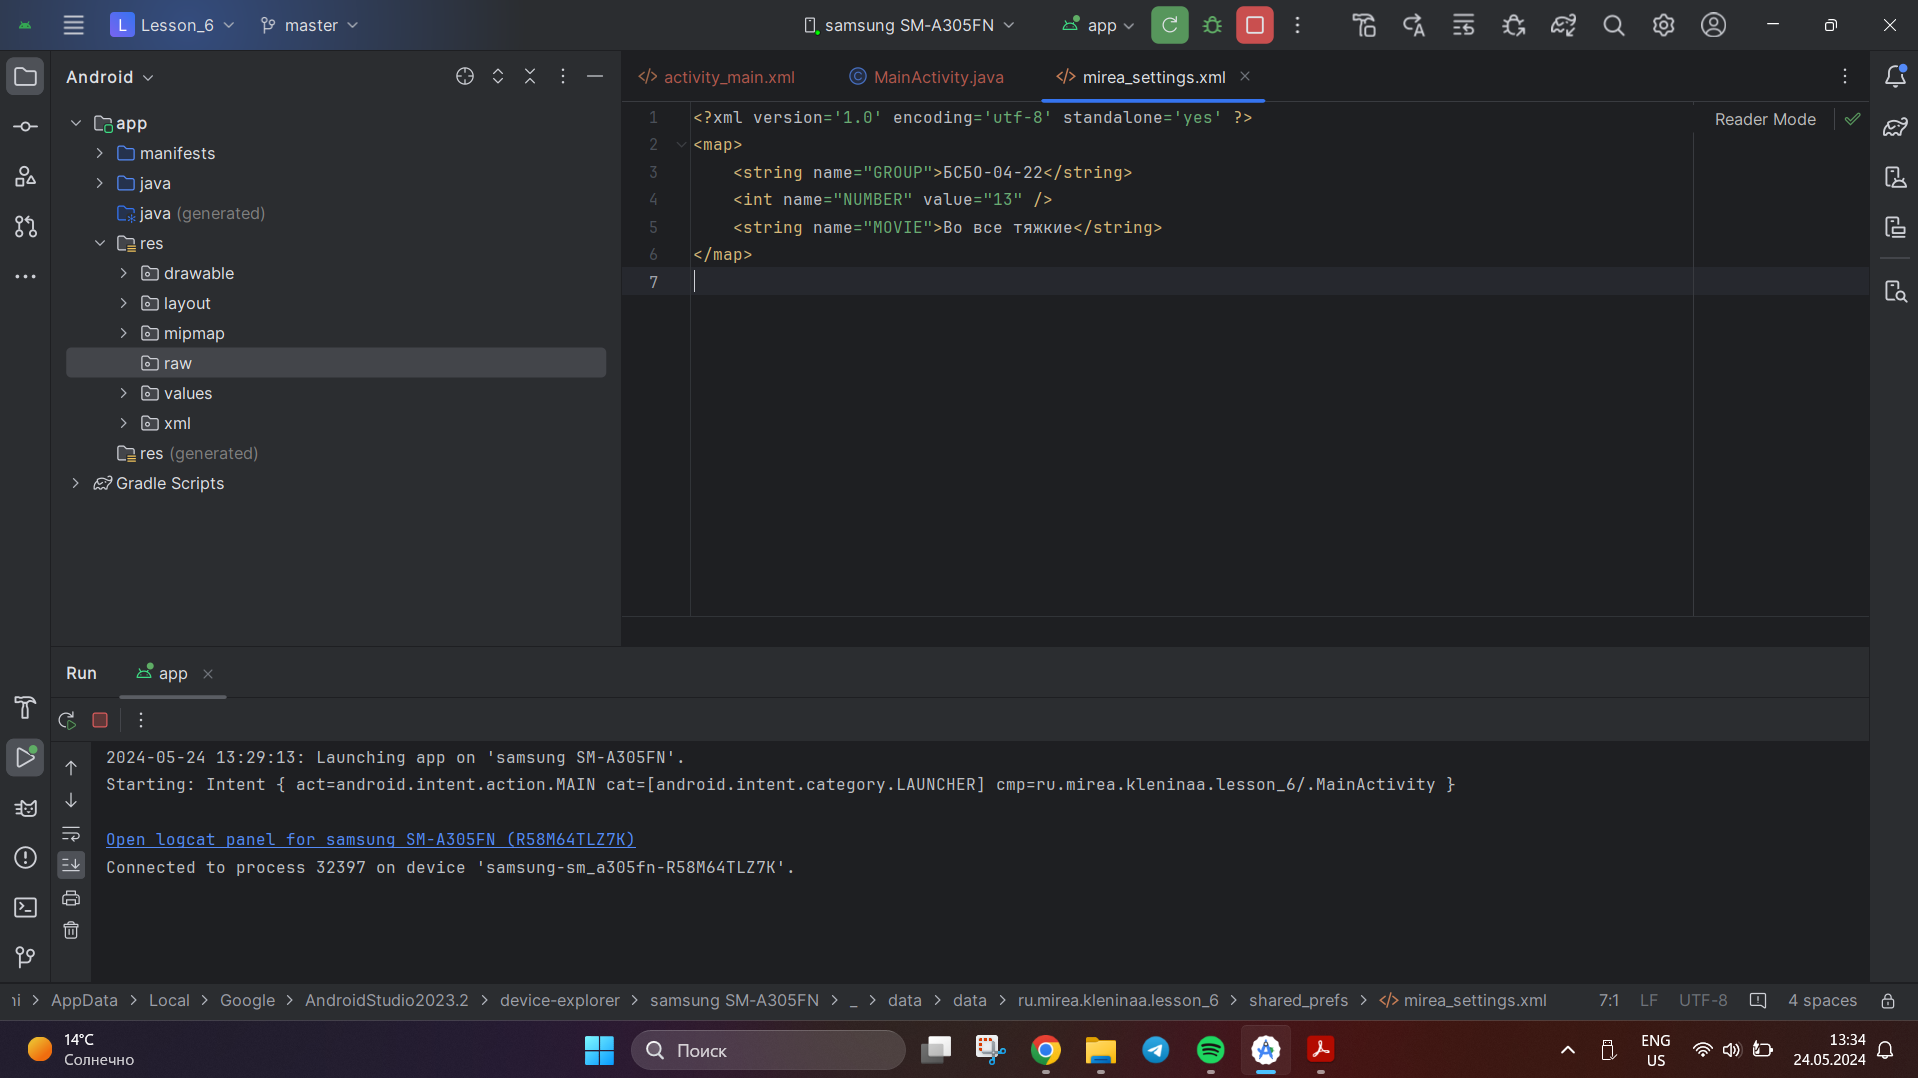 L Lesson_6 master samsung SM-A305FN app
Android
activity_main.xml MainActivity.java mirea_settings.xml
app
manifests
java
java (generated)
res
drawable
layout
mipmap
raw
values
xml
res (generated)
Gradle Scripts
Reader Mode
1 <?xml version='1.0' encoding='utf-8' standalone='yes' ?>
2 <map>
3 <string name="GROUP">БСБО-04-22</string>
4 <int name="NUMBER" value="13" />
5 <string name="MOVIE">Во все тяжкие</string>
6 </map>
7
Run app
2024-05-24 13:29:13: Launching app on 'samsung SM-A305FN'.
Starting: Intent { act=android.intent.action.MAIN cat=[android.intent.category.LAUNCHER] cmp=ru.mirea.kleninaa.lesson_6/.MainActivity }
Open logcat panel for samsung SM-A305FN (R58M64TLZ7K)
Connected to process 32397 on device 'samsung-sm_a305fn-R58M64TLZ7K'.
AppData > Local > Google > AndroidStudio2023.2 > device-explorer > samsung SM-A305FN > _ > data > data > ru.mirea.kleninaa.lesson_6 > shared_prefs > mirea_settings.xml 7:1 LF UTF-8 4 spaces
14°C
Солнечно
Поиск
ENG
US
13:34
24.05.2024